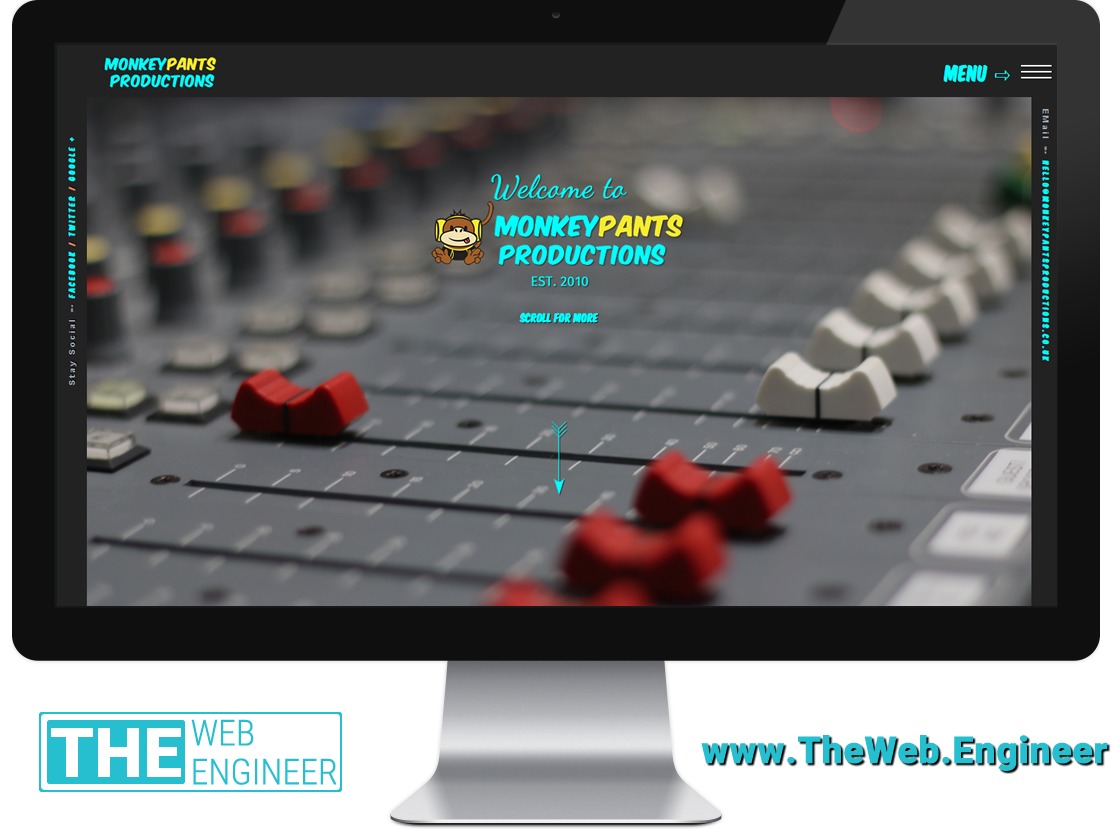 MONKEYPANTS
PRODUCTIONS
MENU ⇨
Stay Social -- FACEBOOK / TWITTER / GOOGLE +
EMail -- HELLO@MONKEYPANTSPRODUCTIONS.CO.UK
Welcome to
MONKEYPANTS
PRODUCTIONS
EST. 2010
SCROLL FOR MORE
THE WEB
ENGINEER
www.TheWeb.Engineer